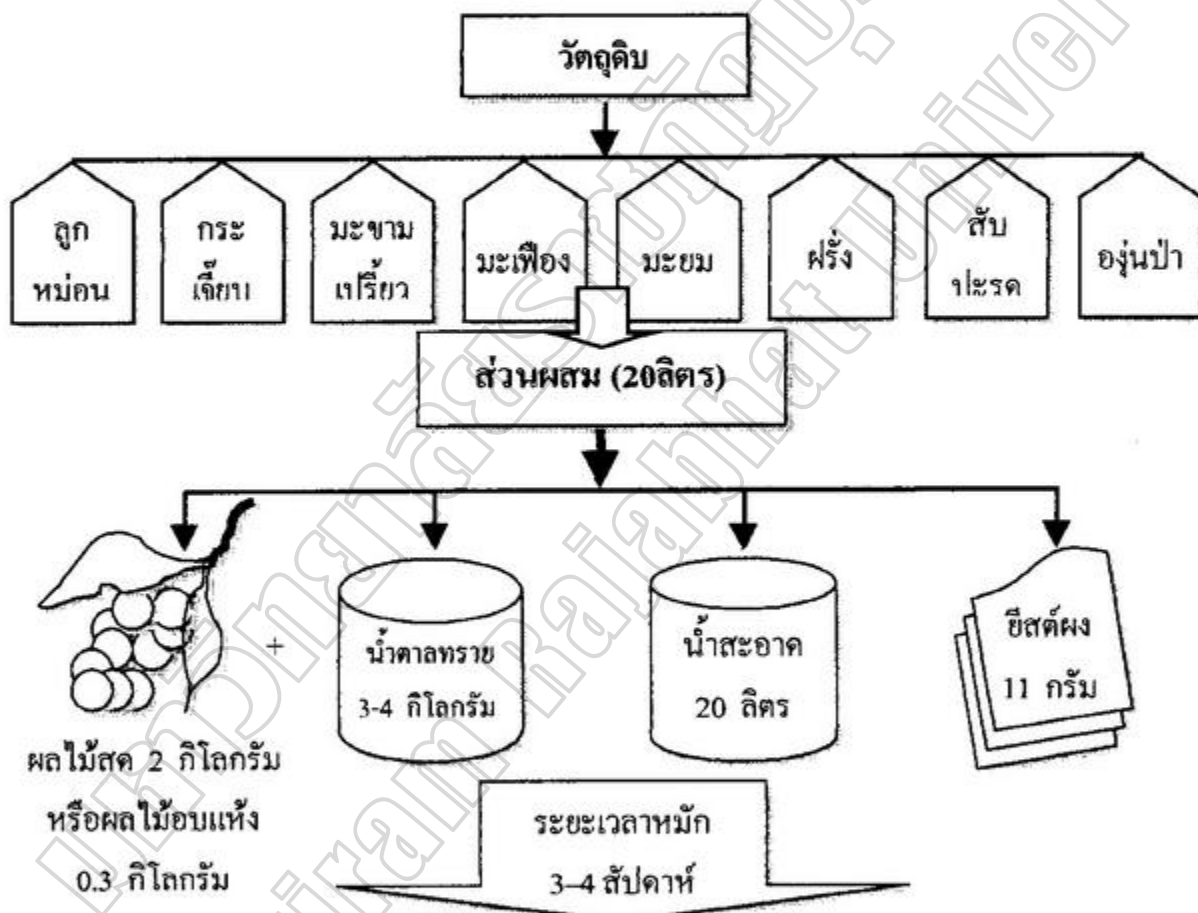 วัตถุดิบ
ลูก
หม่อน
กระ
เจี๊ยบ
มะขาม
เปรี้ยว
มะเฟือง
มะยม
ฝรั่ง
สับ
ปะรด
องุ่นป่า
ส่วนผสม (20ลิตร)
+
น้ำตาลทราย
3-4 กิโลกรัม
น้ำสะอาด
20 ลิตร
ยีสต์ผง
11 กรัม
ผลไม้สด 2 กิโลกรัม
หรือผลไม้อบแห้ง
0.3 กิโลกรัม
ระยะเวลาหมัก
3–4 สัปดาห์